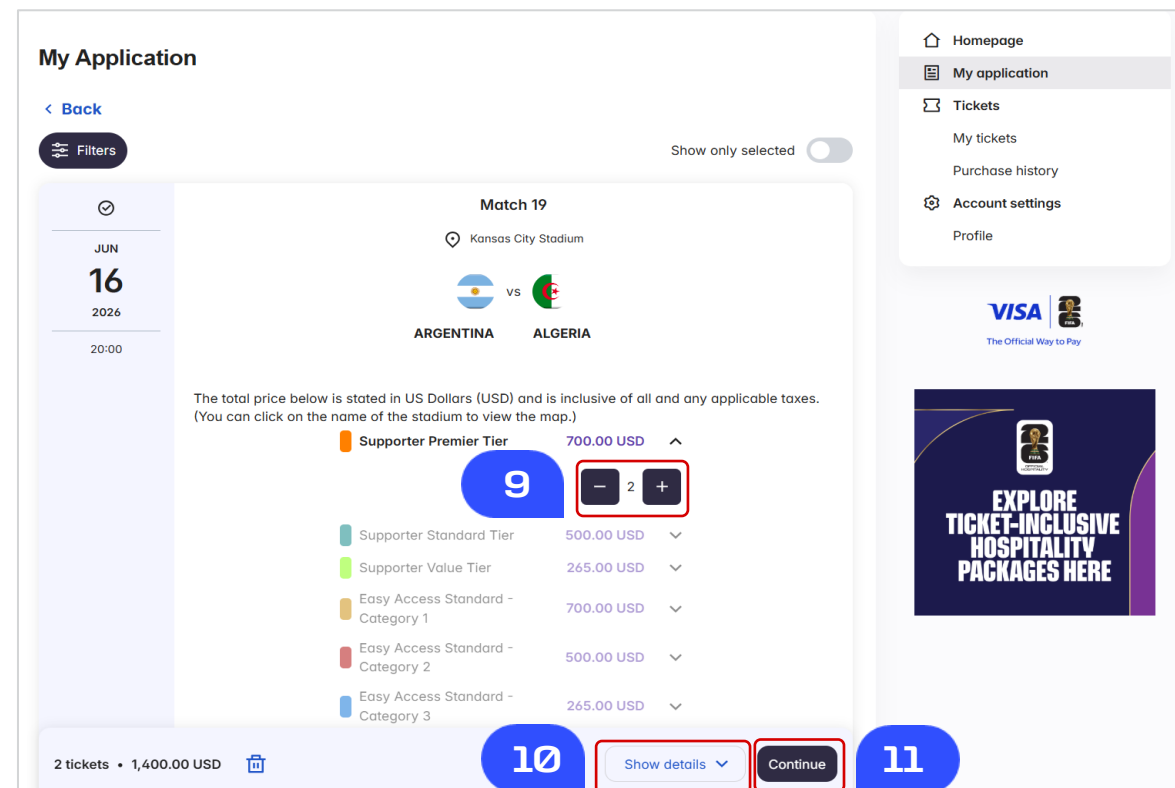 My Application
Back
Filters
Show only selected
Match 19
Kansas City Stadium
JUN
16
2026
20:00
vs
ARGENTINA ALGERIA
The total price below is stated in US Dollars (USD) and is inclusive of all and any applicable taxes.
(You can click on the name of the stadium to view the map.)
Supporter Premier Tier 700.00 USD
9
− 2 +
Supporter Standard Tier 500.00 USD
Supporter Value Tier 265.00 USD
Easy Access Standard -
Category 1
700.00 USD
Easy Access Standard -
Category 2
500.00 USD
Easy Access Standard -
Category 3
265.00 USD
2 tickets • 1,400.00 USD
10
Show details
Continue
11
Homepage
My application
Tickets
My tickets
Purchase history
Account settings
Profile
VISA
FIFA
The Official Way to Pay
FIFA
OFFICIAL
HOSPITALITY
EXPLORE
TICKET-INCLUSIVE
HOSPITALITY
PACKAGES HERE